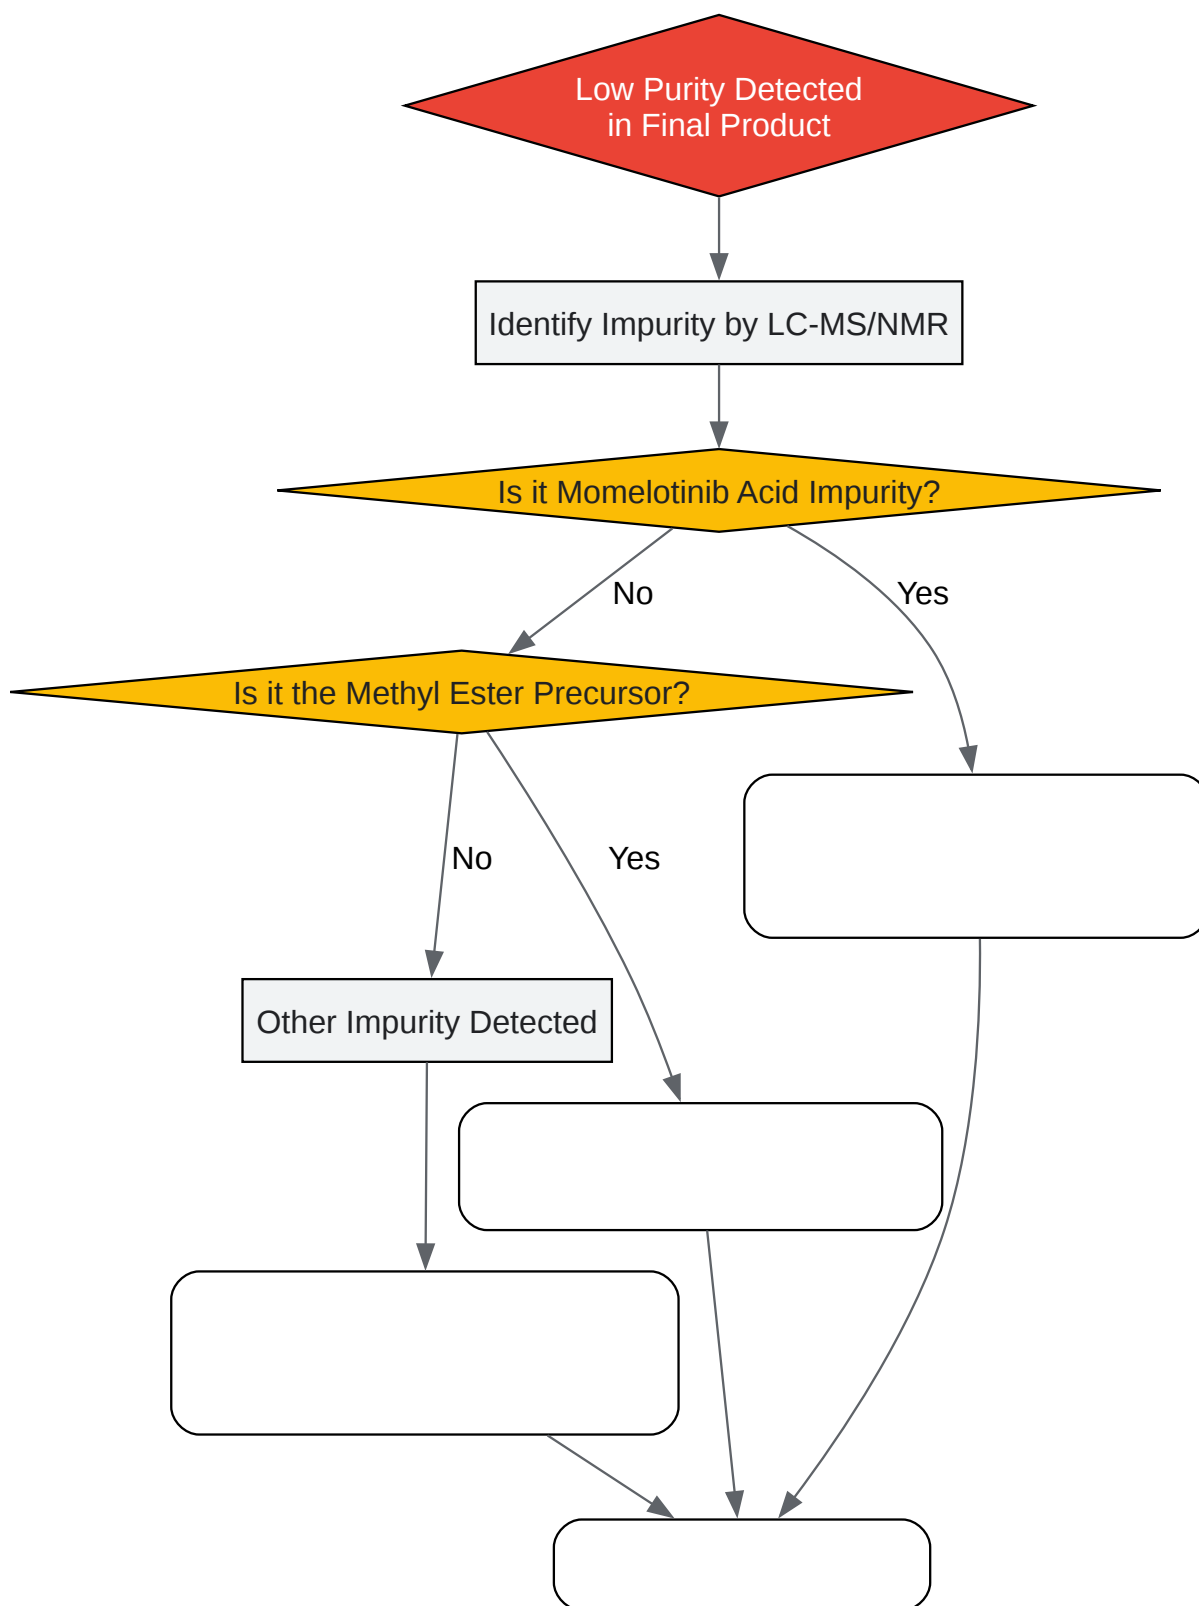 Low Purity Detected
in Final Product
Identify Impurity by LC-MS/NMR
Is it Momelotinib Acid Impurity?
No
Yes
Is it the Methyl Ester Precursor?
No
Yes
Other Impurity Detected